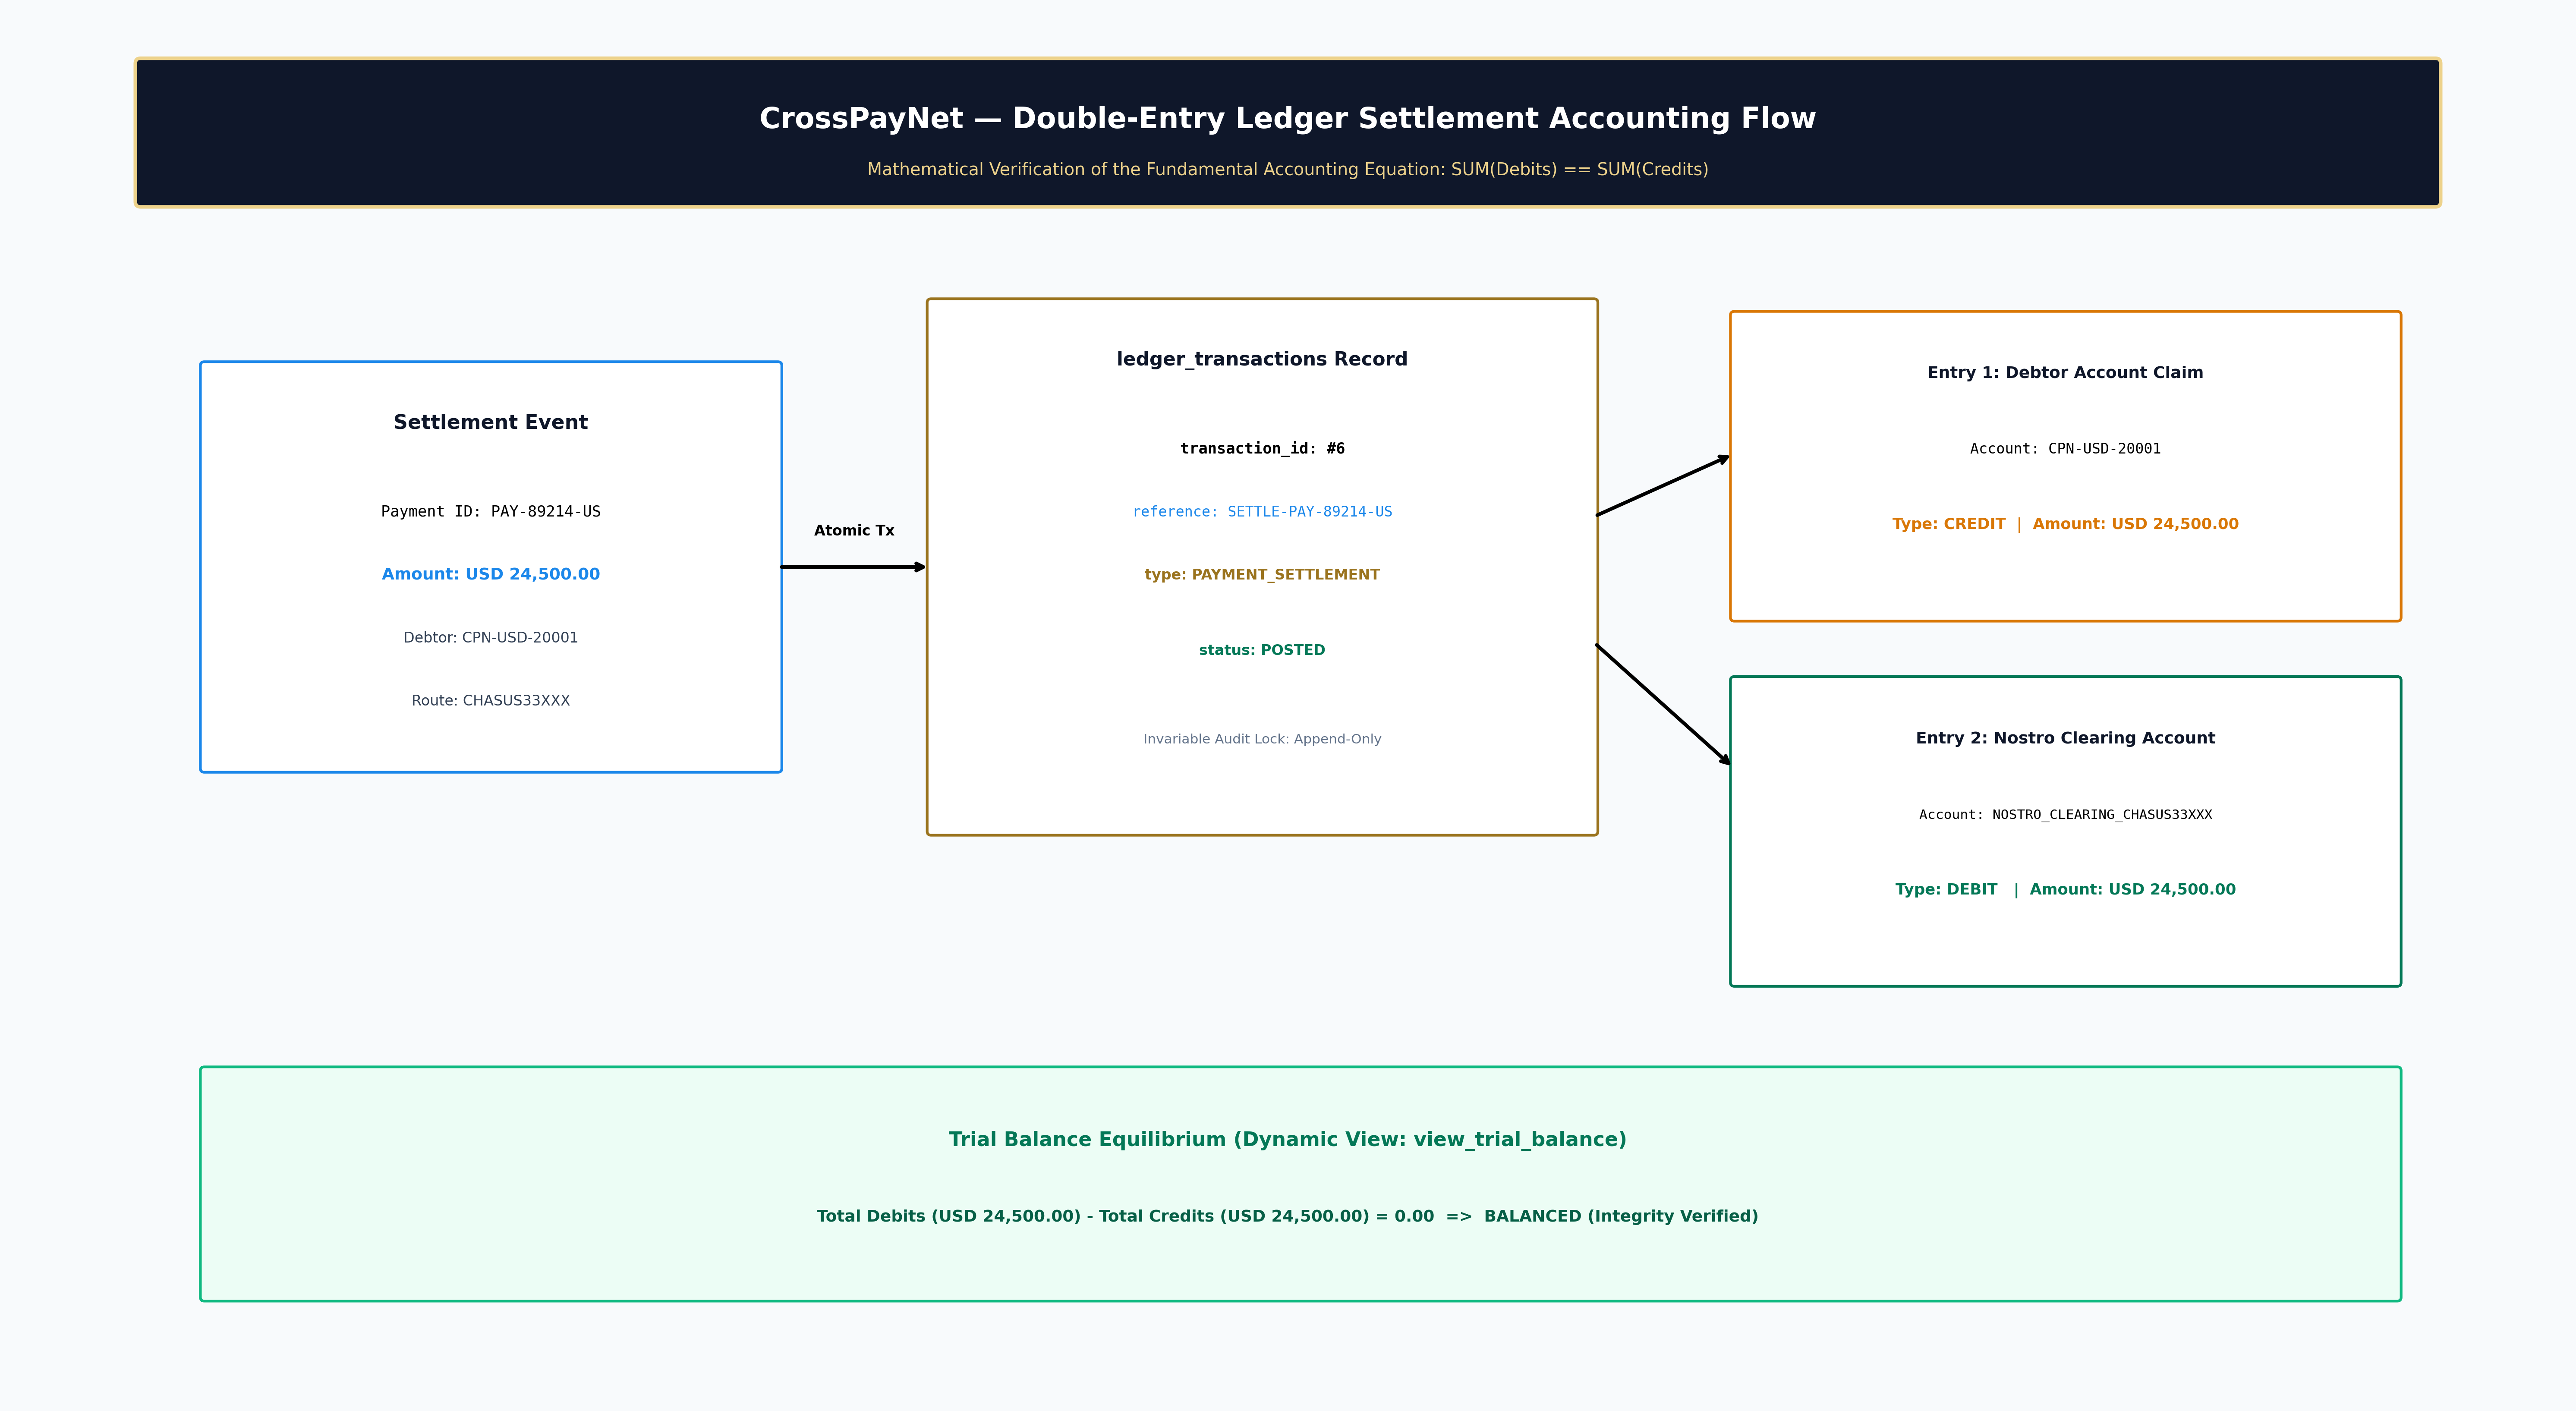 CrossPayNet — Double-Entry Ledger Settlement Accounting Flow
Mathematical Verification of the Fundamental Accounting Equation: SUM(Debits) == SUM(Credits)
Settlement Event
Payment ID: PAY-89214-US
Amount: USD 24,500.00
Debtor: CPN-USD-20001
Route: CHASUS33XXX
Atomic Tx
ledger_transactions Record
transaction_id: #6
reference: SETTLE-PAY-89214-US
type: PAYMENT_SETTLEMENT
status: POSTED
Invariable Audit Lock: Append-Only
Entry 1: Debtor Account Claim
Account: CPN-USD-20001
Type: CREDIT | Amount: USD 24,500.00
Entry 2: Nostro Clearing Account
Account: NOSTRO_CLEARING_CHASUS33XXX
Type: DEBIT | Amount: USD 24,500.00
Trial Balance Equilibrium (Dynamic View: view_trial_balance)
Total Debits (USD 24,500.00) - Total Credits (USD 24,500.00) = 0.00 => BALANCED (Integrity Verified)